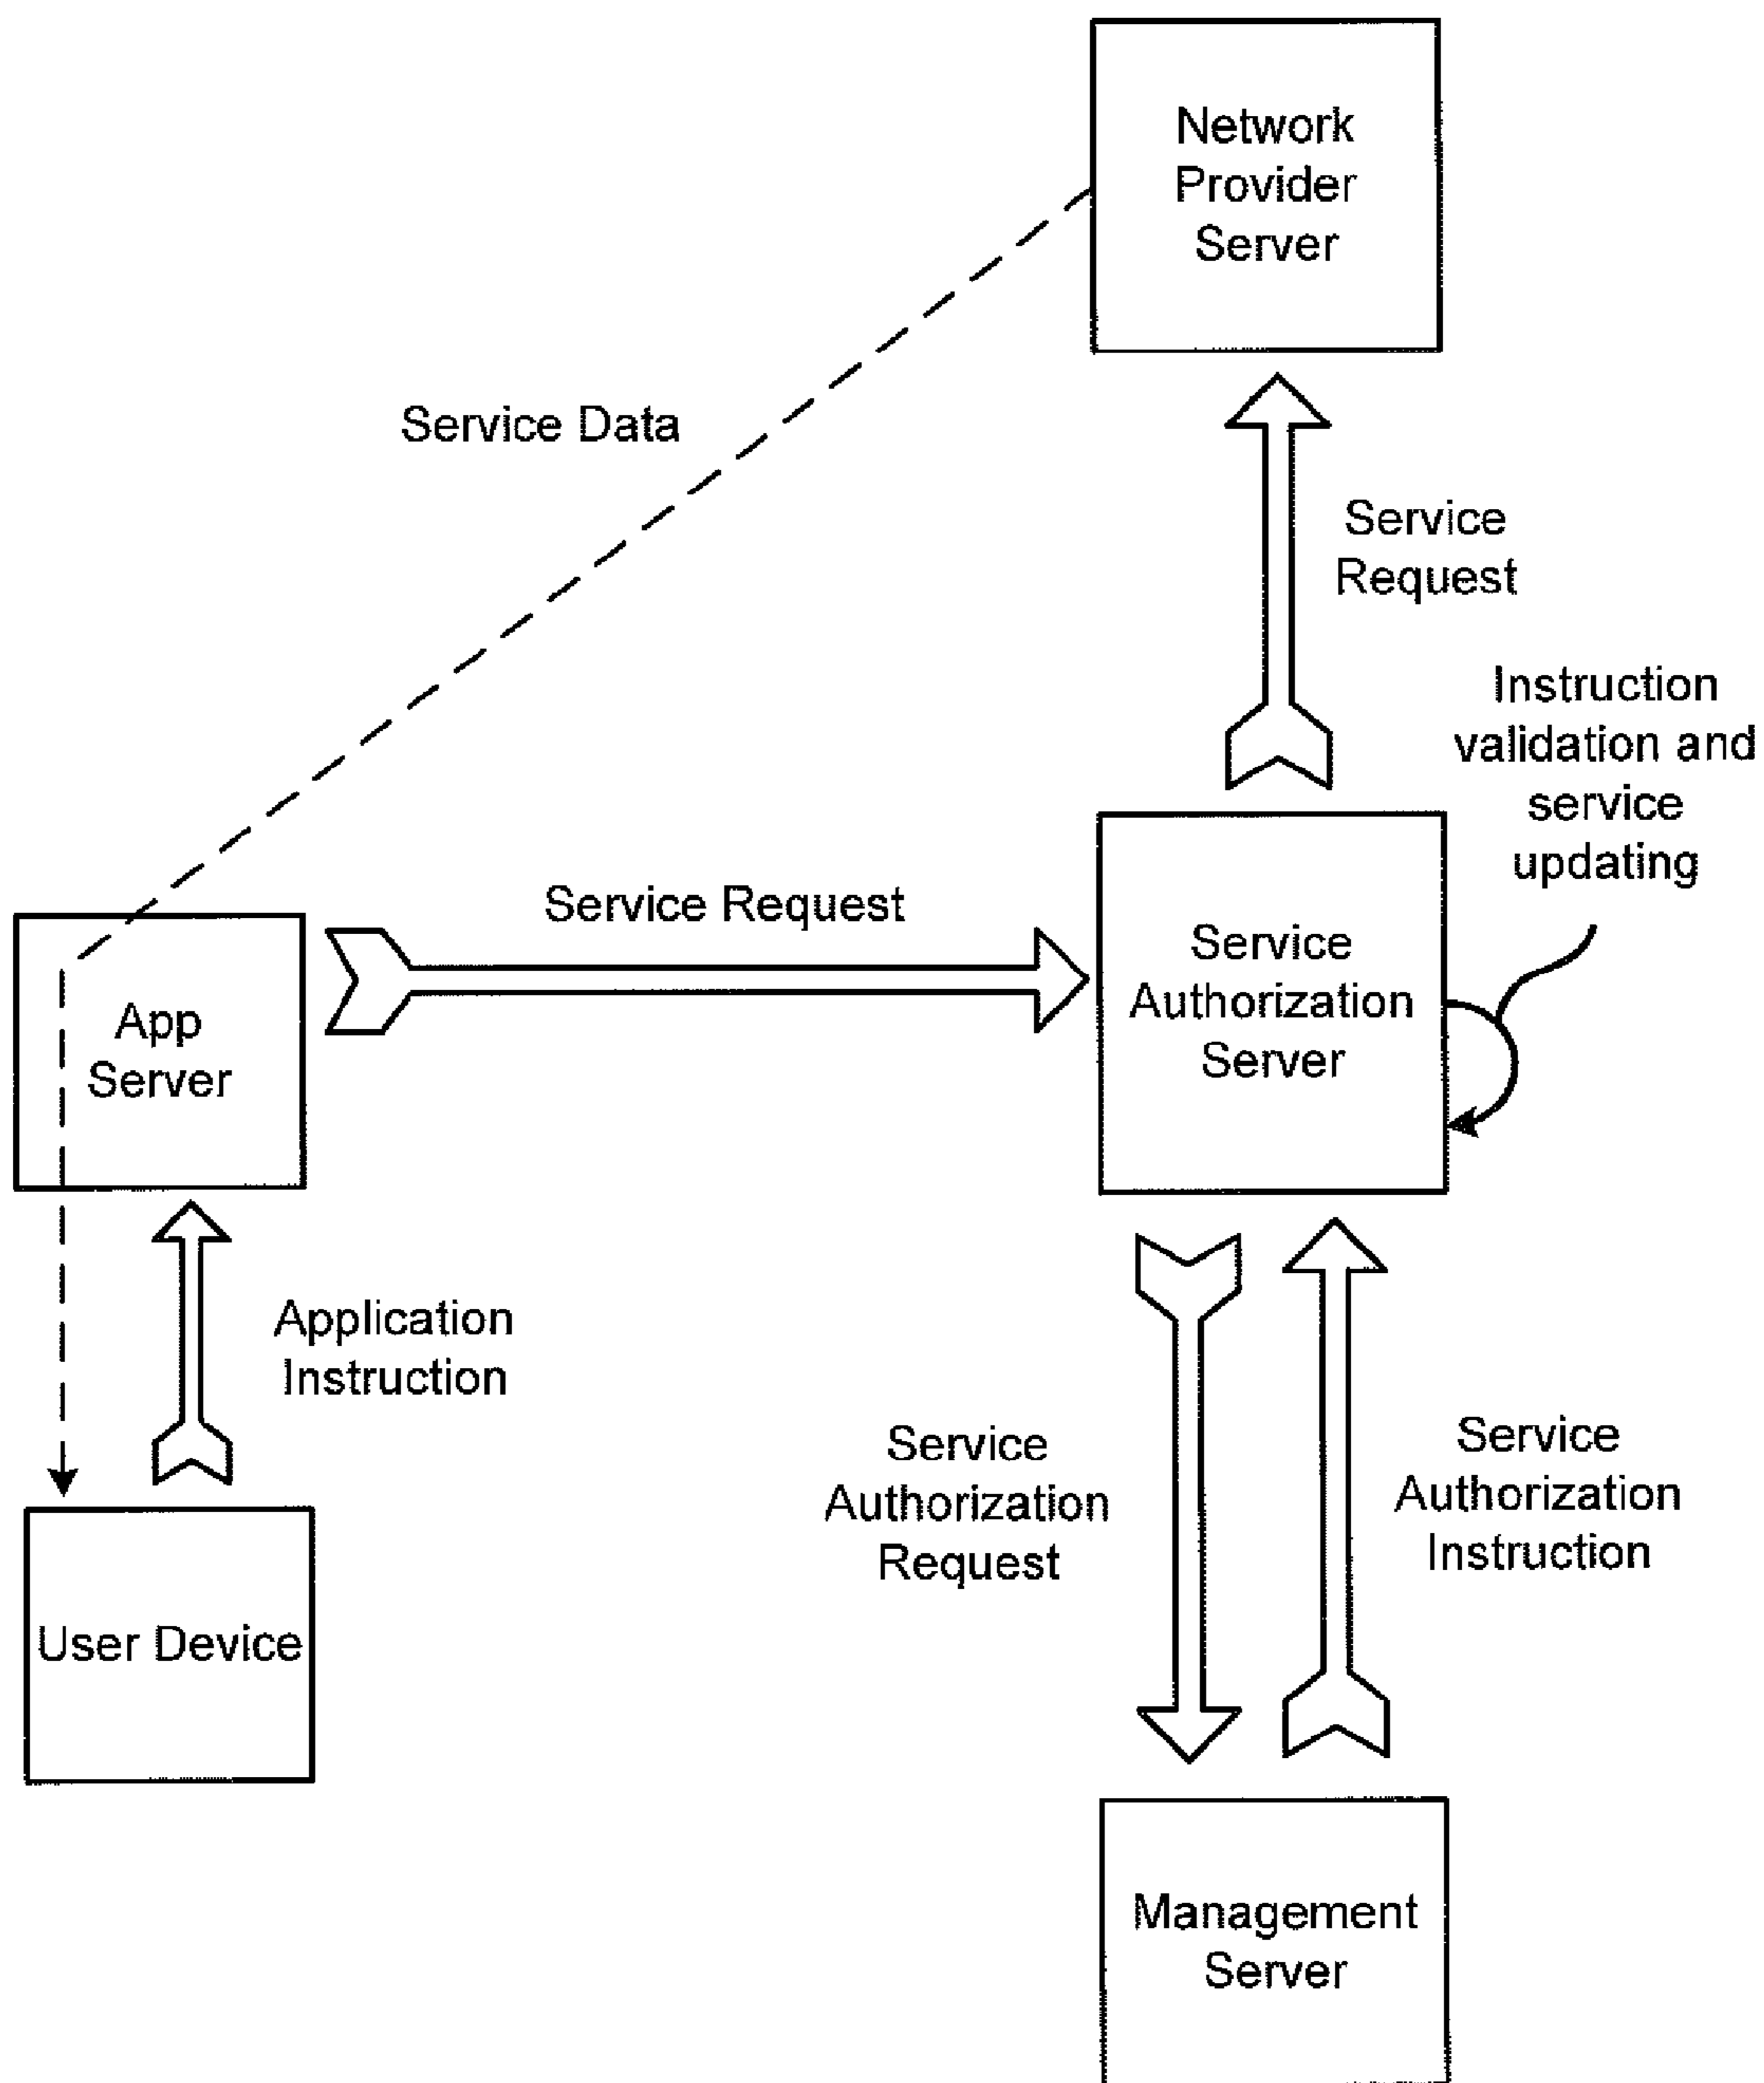 Network
Provider
Server
Service Data
Service
Request
Instruction
validation and
service
updating
Service Request
Service
Authorization
Server
App
Server
Application
Instruction
Service
Authorization
Request
Service
Authorization
Instruction
User Device
Management
Server